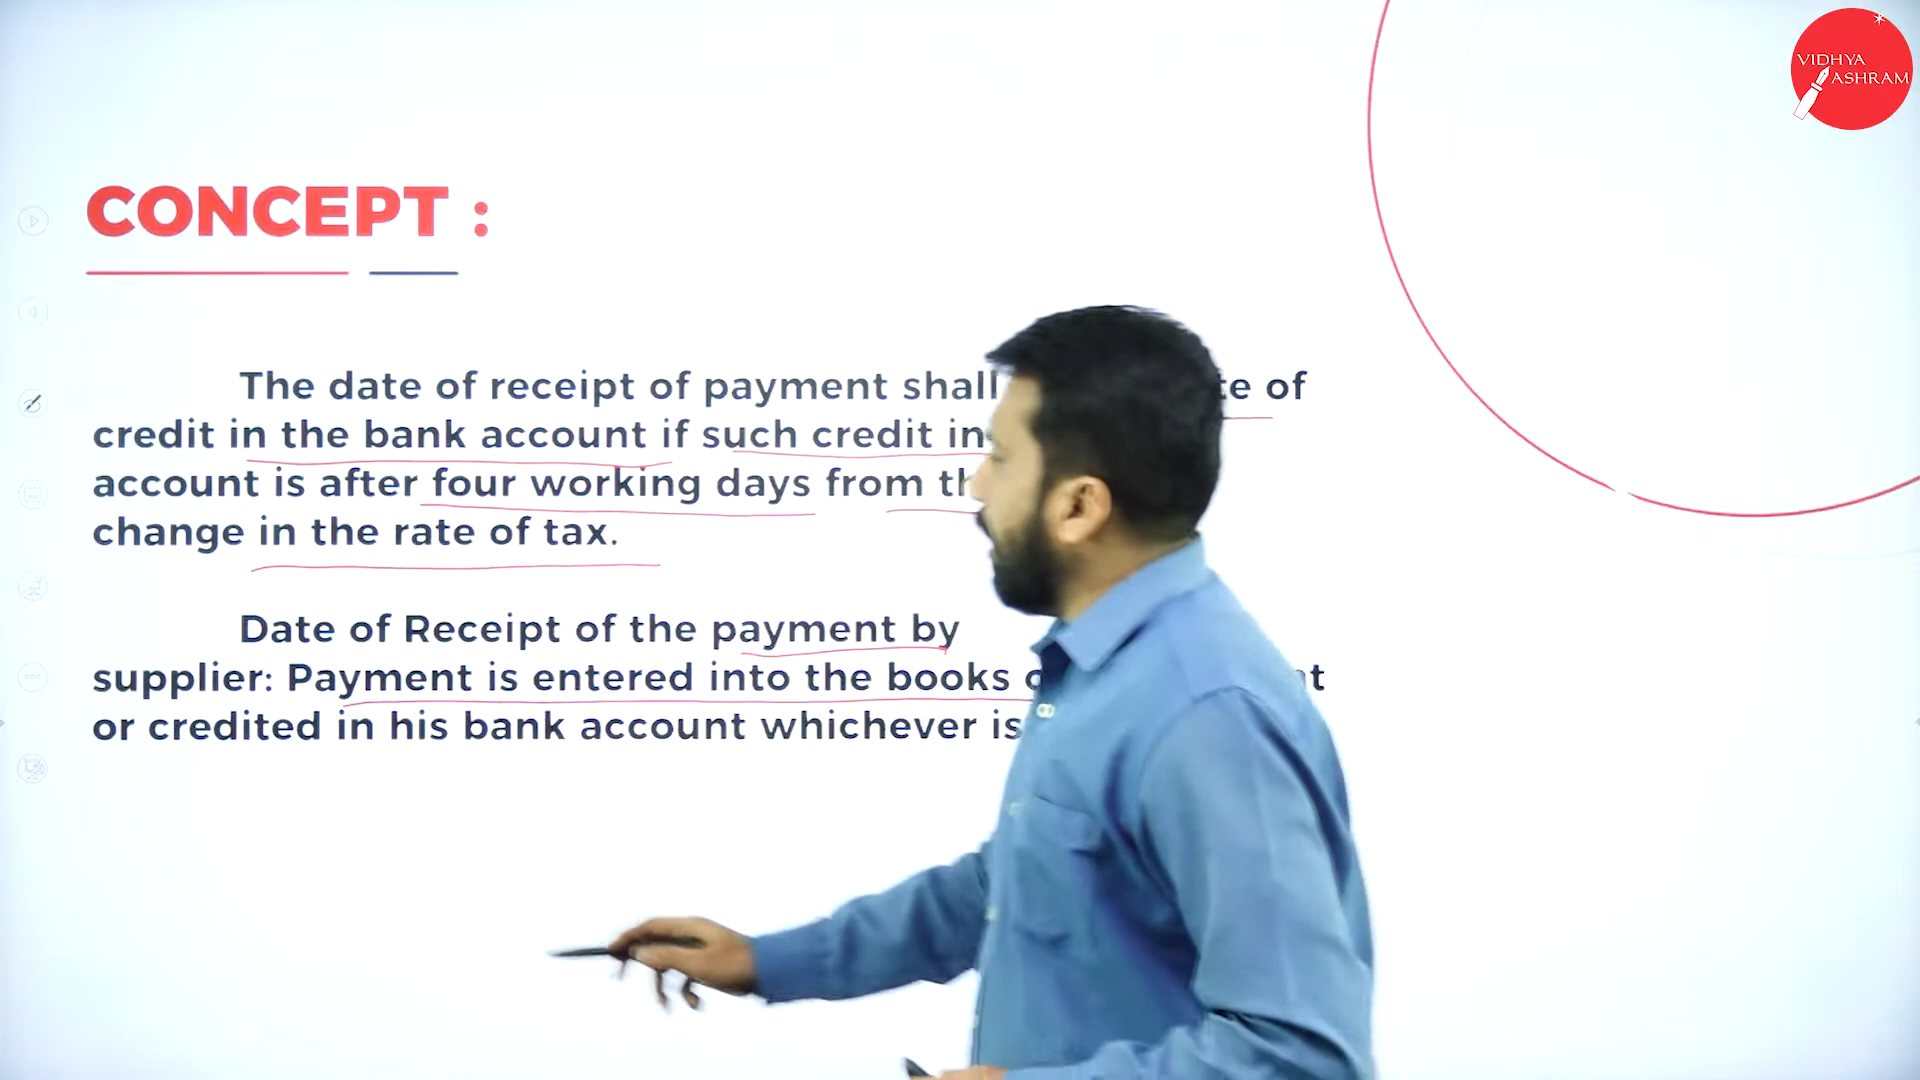 VIDHYA
ASHRAM
CONCEPT :
The date of receipt of payment shall of
credit in the bank account if such credit in
account is after four working days from
change in the rate of tax.
Date of Receipt of the payment by
supplier: Payment is entered into the books
or credited in his bank account whichever is